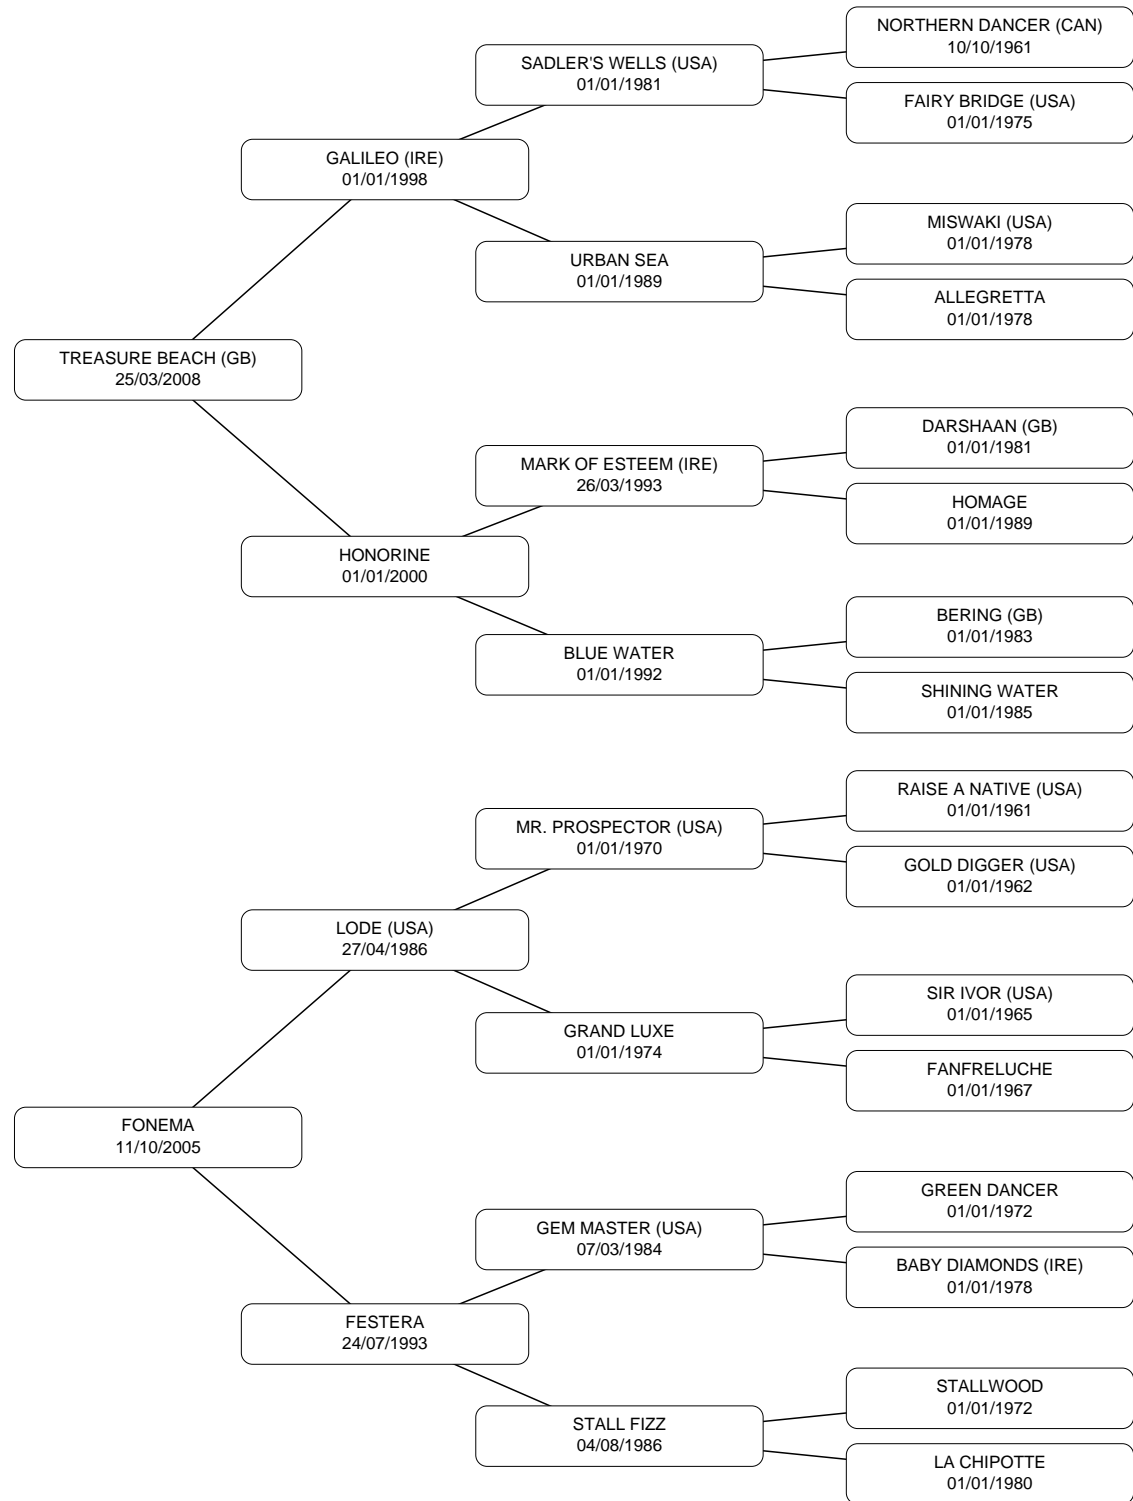 NORTHERN DANCER (CAN)
10/10/1961
SADLER'S WELLS (USA)
01/01/1981
FAIRY BRIDGE (USA)
01/01/1975
GALILEO (IRE)
01/01/1998
MISWAKI (USA)
01/01/1978
URBAN SEA
01/01/1989
ALLEGRETTA
01/01/1978
TREASURE BEACH (GB)
25/03/2008
DARSHAAN (GB)
01/01/1981
MARK OF ESTEEM (IRE)
26/03/1993
HOMAGE
01/01/1989
HONORINE
01/01/2000
BERING (GB)
01/01/1983
BLUE WATER
01/01/1992
SHINING WATER
01/01/1985
RAISE A NATIVE (USA)
01/01/1961
MR. PROSPECTOR (USA)
01/01/1970
GOLD DIGGER (USA)
01/01/1962
LODE (USA)
27/04/1986
SIR IVOR (USA)
01/01/1965
GRAND LUXE
01/01/1974
FANFRELUCHE
01/01/1967
FONEMA
11/10/2005
GREEN DANCER
01/01/1972
GEM MASTER (USA)
07/03/1984
BABY DIAMONDS (IRE)
01/01/1978
FESTERA
24/07/1993
STALLWOOD
01/01/1972
STALL FIZZ
04/08/1986
LA CHIPOTTE
01/01/1980